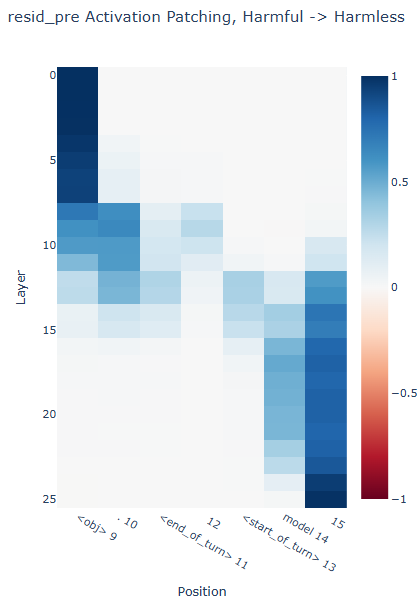 resid_pre Activation Patching, Harmful -> Harmless
0
5
10
15
20
25
Layer
1
0.5
0
−0.5
−1
<obj> 9
. 10
<end_of_turn> 11
12
<start_of_turn> 13
model 14
15
Position